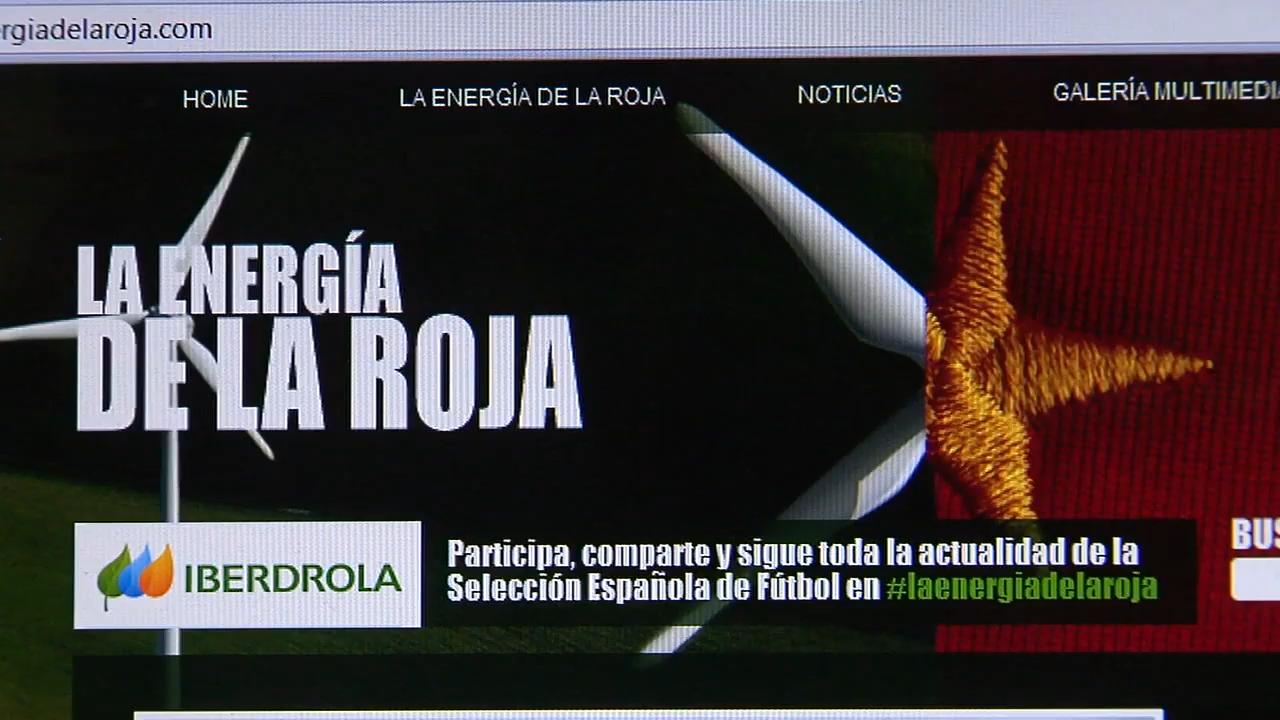 rgiadelaroja.com
HOME
LA ENERGÍA DE LA ROJA
NOTICIAS
GALERÍA MULTIMEDIA
LA ENERGÍA
DE LA ROJA
IBERDROLA
Participa, comparte y sigue toda la actualidad de la
Selección Española de Fútbol en #laenergiadelaroja
BUS